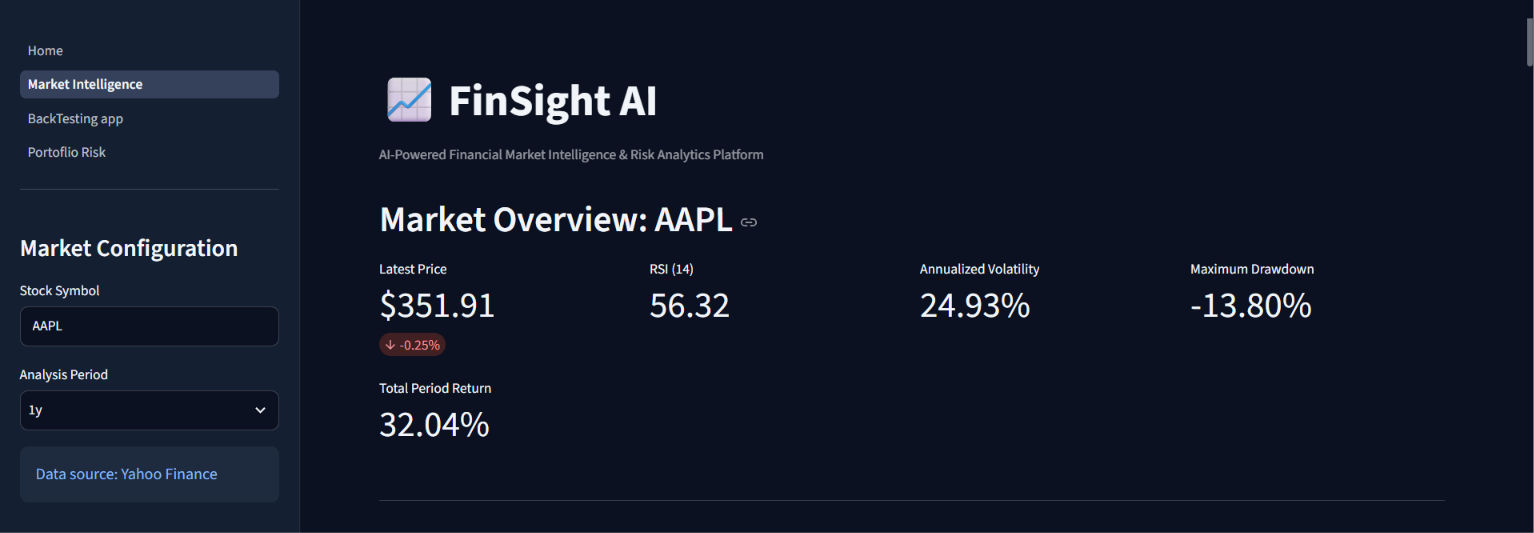 Home
Market Intelligence
BackTesting app
Portoflio Risk
Market Configuration
Stock Symbol
AAPL
Analysis Period
1y
Data source: Yahoo Finance
FinSight AI
AI-Powered Financial Market Intelligence & Risk Analytics Platform
Market Overview: AAPL
Latest Price
$351.91
↓ -0.25%
RSI (14)
56.32
Annualized Volatility
24.93%
Maximum Drawdown
-13.80%
Total Period Return
32.04%